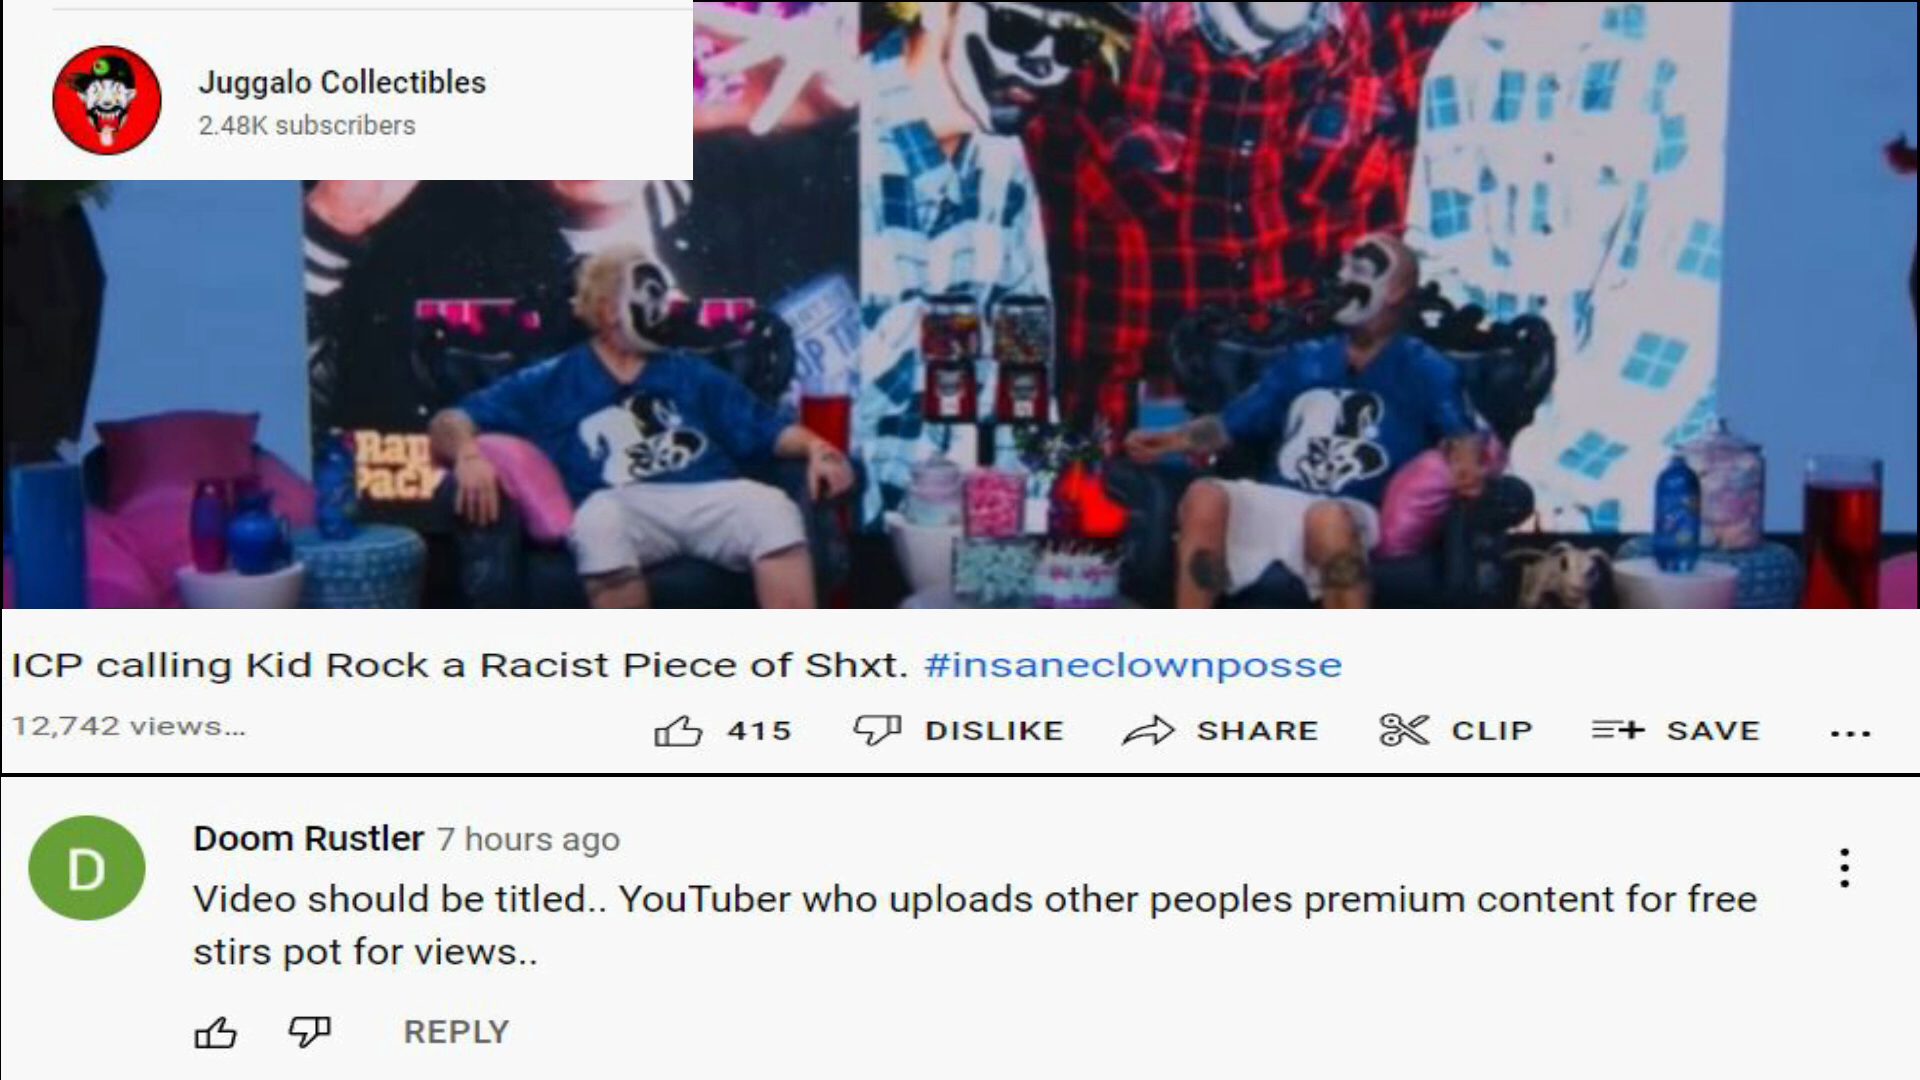 Juggalo Collectibles
2.48K subscribers
Rap
Pack
ICP calling Kid Rock a Racist Piece of Shxt. #insaneclownposse
12,742 views...
415
DISLIKE
SHARE
CLIP
SAVE
...
D
Doom Rustler 7 hours ago
Video should be titled.. YouTuber who uploads other peoples premium content for free
stirs pot for views..
REPLY